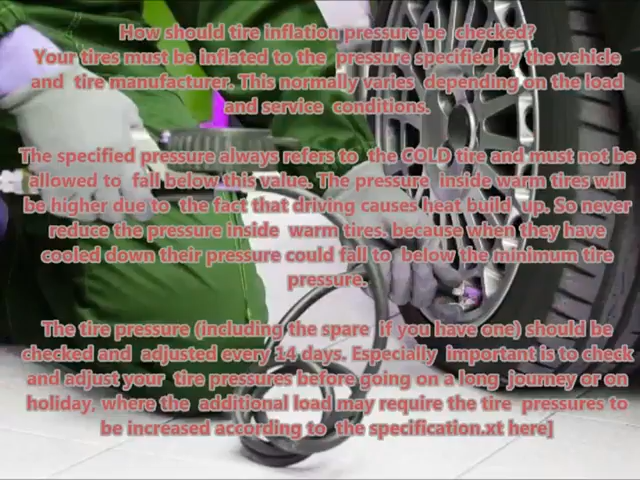 How should tire inflation pressure be checked?
Your tires must be inflated to the pressure specified by the vehicle
and tire manufacturer. This normally varies depending on the load
and service conditions.
The specified pressure always refers to the COLD tire and must not be
allowed to fall below this value. The pressure inside warm tires will
be higher due to the fact that driving causes heat build up. So never
reduce the pressure inside warm tires. because when they have
cooled down their pressure could fall to below the minimum tire
pressure.
The tire pressure (including the spare if you have one) should be
checked and adjusted every 14 days. Especially important is to check
and adjust your tire pressures before going on a long journey or on
holiday, where the additional load may require the tire pressures to
be increased according to the specification.xt here]